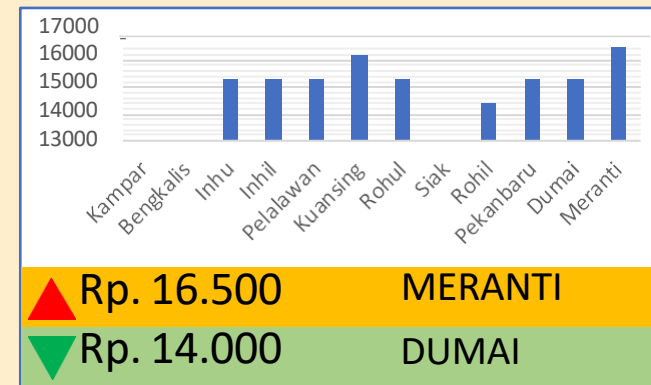 17000
16000
15000
14000
13000
Kampar
Bengkalis
Inhu
Inhil
Pelalawan
Kuansing
Rohul
Siak
Rohil
Pekanbaru
Dumai
Meranti
Rp. 16.500 MERANTI
Rp. 14.000 DUMAI